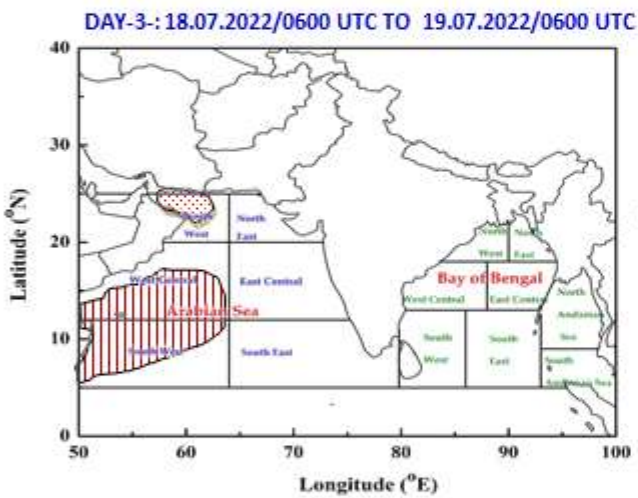 DAY-3-: 18.07.2022/0600 UTC TO 19.07.2022/0600 UTC
40
30
20
10
0
Latitude (°N)
North
West
North
East
West Central
East Central
Arabian Sea
South West
South East
North
West
North
East
Bay of Bengal
West Central
East Central
South
West
South
East
North
Andaman
Sea
South
Andaman Sea
50
60
70
80
90
100
Longitude (°E)